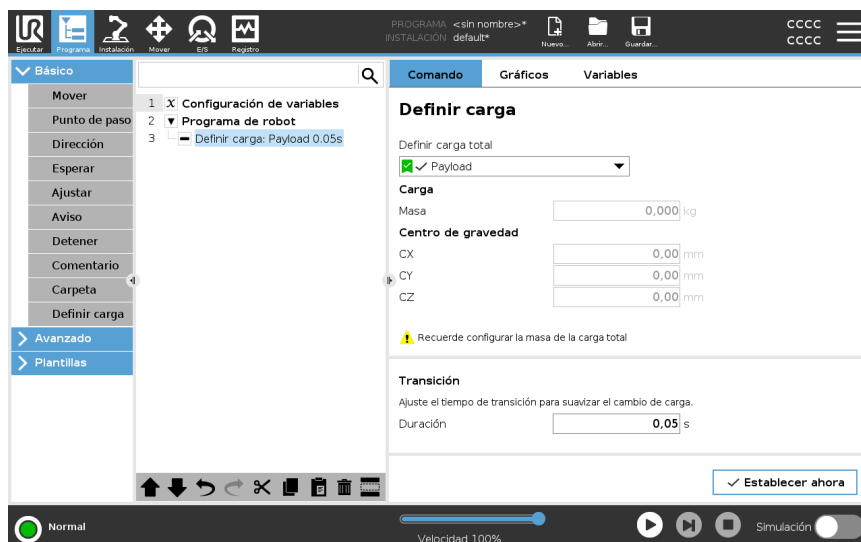 PROGRAMA <sin nombre>*
INSTALACIÓN default*
UR
Ejecutar
Programa
Instalación
Mover
E/S
Registro
Nuevo...
Abrir...
Guardar...
CCCC
CCCC
Básico
Mover
Punto de paso
Dirección
Esperar
Ajustar
Aviso
Detener
Comentario
Carpeta
Definir carga
Avanzado
Plantillas
1 X Configuración de variables
2 Programa de robot
3 Definir carga: Payload 0.05s
Comando Gráficos Variables
Definir carga
Definir carga total
Payload
Carga
Masa 0,000 kg
Centro de gravedad
CX 0,00 mm
CY 0,00 mm
CZ 0,00 mm
Recuerde configurar la masa de la carga total
Transición
Ajuste el tiempo de transición para suavizar el cambio de carga.
Duración 0,05 s
Establecer ahora
Normal
Velocidad 100%
Simulación